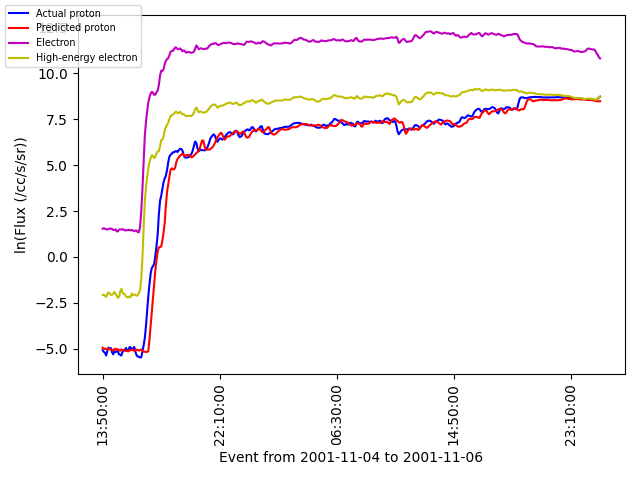 Actual proton
Predicted proton
Electron
High-energy electron
10.0
7.5
5.0
2.5
0.0
−2.5
−5.0
ln(Flux (/cc/s/sr))
13:50:00
22:10:00
06:30:00
14:50:00
23:10:00
Event from 2001-11-04 to 2001-11-06